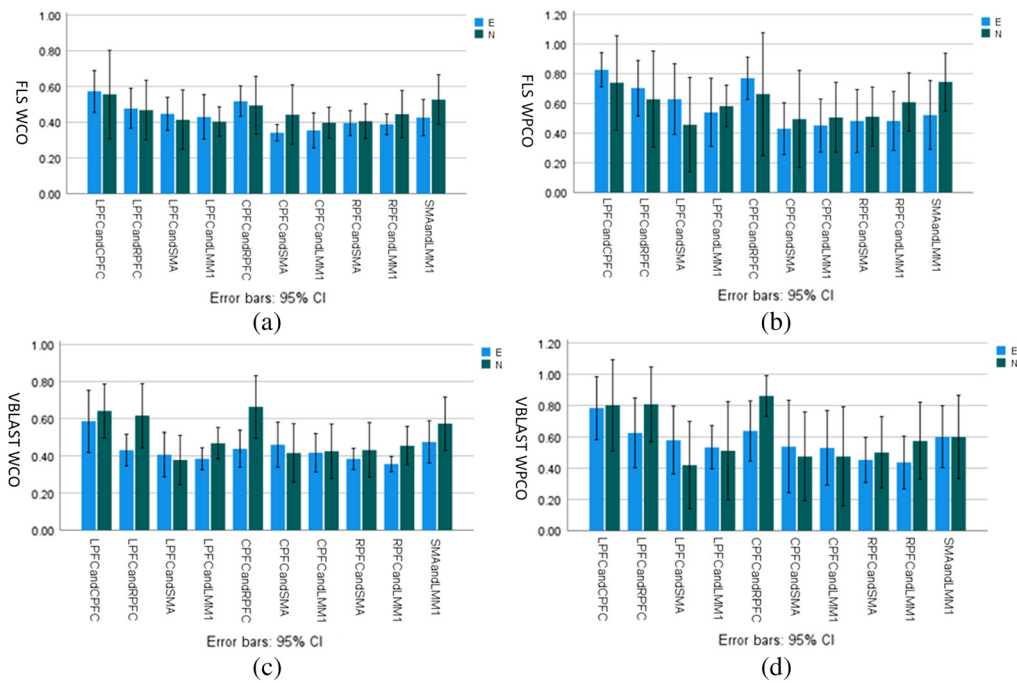 1.00
0.80
0.60
0.40
0.20
0.00
FLS WCO
E
N
LPFCandCPFC
LPFCandRPFC
LPFCandSMA
LPFCandLMM1
CPFCandRPFC
CPFCandSMA
CPFCandLMM1
RPFCandSMA
RPFCandLMM1
SMAandLMM1
Error bars: 95% CI
(a)
1.20
1.00
0.80
0.60
0.40
0.20
0.00
FLS WPCO
E
N
LPFCandCPFC
LPFCandRPFC
LPFCandSMA
LPFCandLMM1
CPFCandRPFC
CPFCandSMA
CPFCandLMM1
RPFCandSMA
RPFCandLMM1
SMAandLMM1
Error bars: 95% CI
(b)
1.00
0.80
0.60
0.40
0.20
0.00
VBLAST WCO
E
N
LPFCandCPFC
LPFCandRPFC
LPFCandSMA
LPFCandLMM1
CPFCandRPFC
CPFCandSMA
CPFCandLMM1
RPFCandSMA
RPFCandLMM1
SMAandLMM1
Error bars: 95% CI
(c)
1.20
1.00
0.80
0.60
0.40
0.20
0.00
VBLAST WPCO
E
N
LPFCandCPFC
LPFCandRPFC
LPFCandSMA
LPFCandLMM1
CPFCandRPFC
CPFCandSMA
CPFCandLMM1
RPFCandSMA
RPFCandLMM1
SMAandLMM1
Error bars: 95% CI
(d)